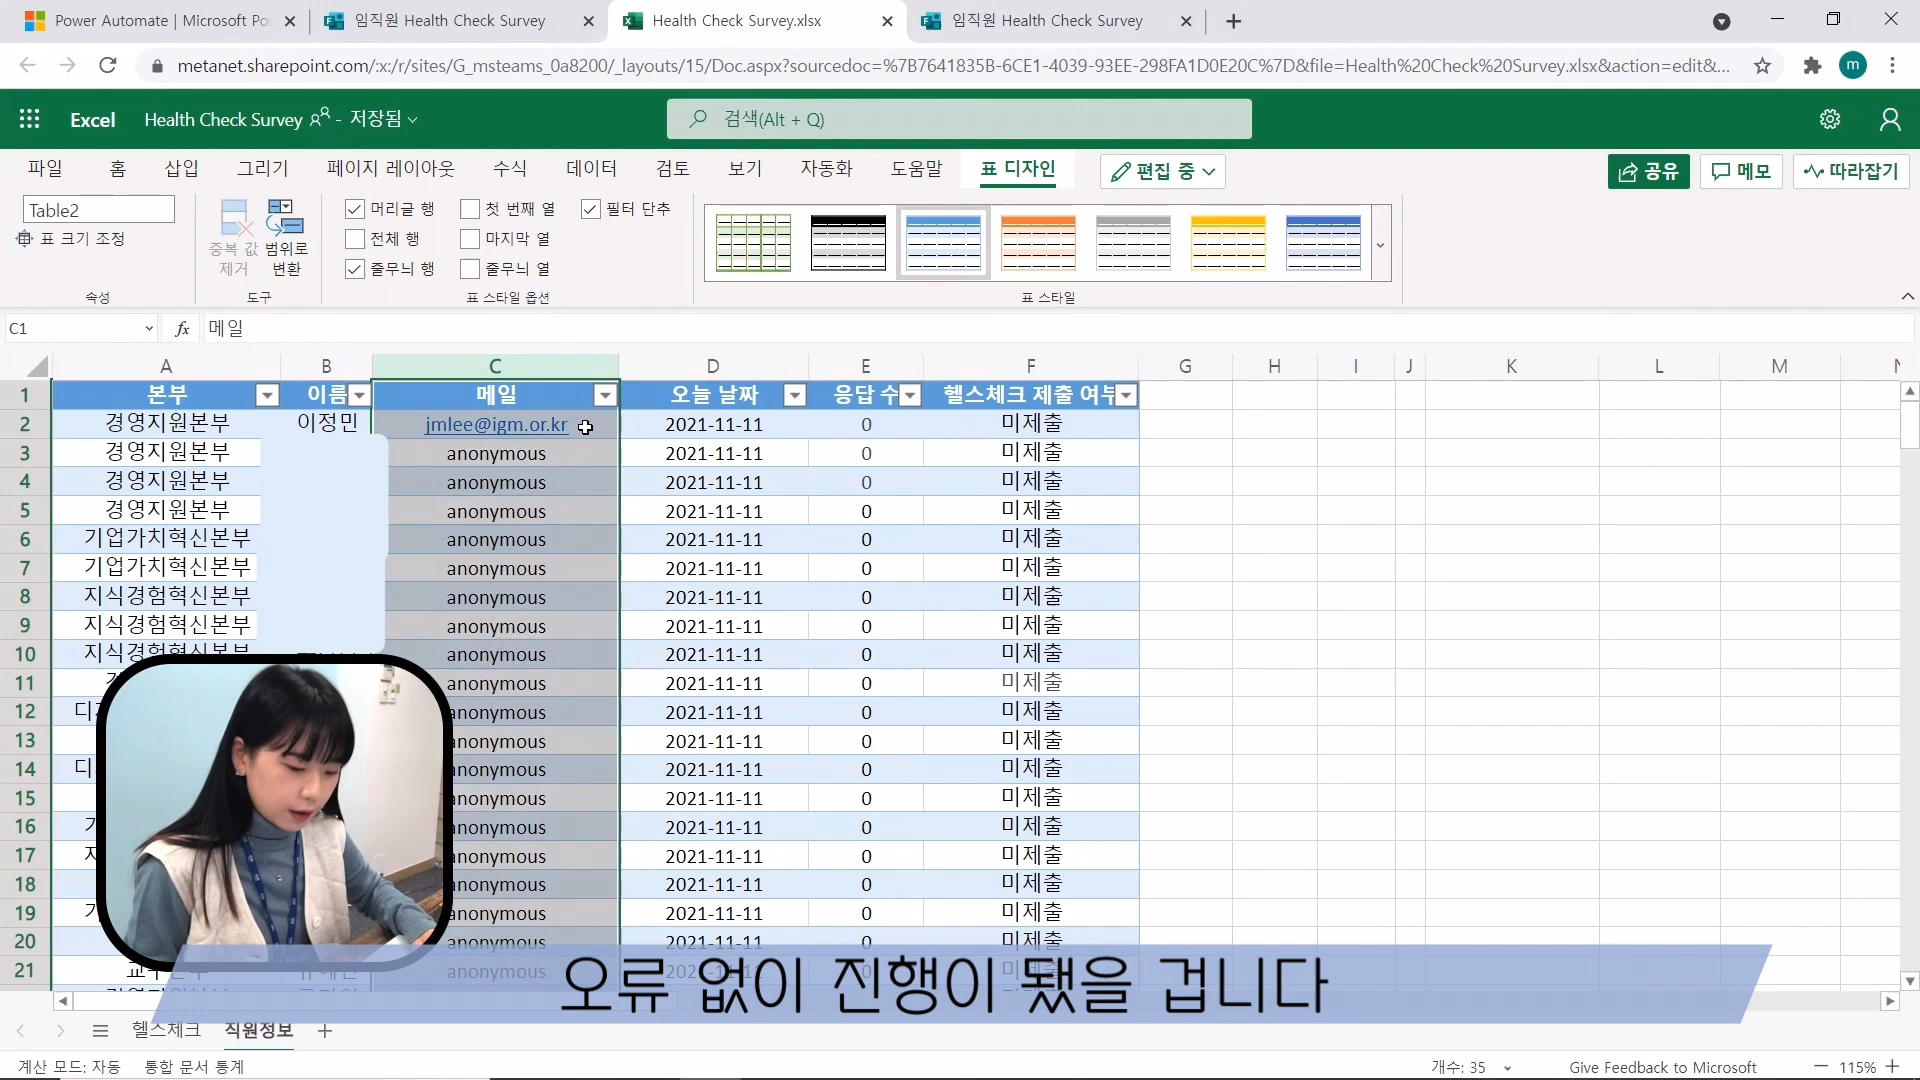 Power Automate | Microsoft Po
임직원 Health Check Survey
Health Check Survey.xlsx
임직원 Health Check Survey
metanet.sharepoint.com/:x:/r/sites/G_msteams_0a8200/_layouts/15/Doc.aspx?sourcedoc=%7B7641835B-6CE1-4039-93EE-298FA1D0E20C%7D&file=Health%20Check%20Survey.xlsx&action=edit&...
m
Excel Health Check Survey - 저장됨
검색(Alt + Q)
파일 홈 삽입 그리기 페이지 레이아웃 수식 데이터 검토 보기 자동화 도움말 표 디자인 편집 중 공유 메모 따라잡기
Table2
표 크기 조정
속성
중복 값 제거
범위로 변환
도구
머리글 행 첫 번째 열 필터 단추
전체 행 마지막 열
줄무늬 행 줄무늬 열
표 스타일 옵션
표 스타일
C1 fx 메일
A B C D E F G H I J K L M
1 본부 이름 메일 오늘 날짜 응답 수 헬스체크 제출 여부
2 경영지원본부 이정민 jmlee@igm.or.kr 2021-11-11 0 미제출
3 경영지원본부 anonymous 2021-11-11 0 미제출
4 경영지원본부 anonymous 2021-11-11 0 미제출
5 경영지원본부 anonymous 2021-11-11 0 미제출
6 기업가치혁신본부 anonymous 2021-11-11 0 미제출
7 기업가치혁신본부 anonymous 2021-11-11 0 미제출
8 지식경험혁신본부 anonymous 2021-11-11 0 미제출
9 지식경험혁신본부 anonymous 2021-11-11 0 미제출
10 지식경험혁신본부 anonymous 2021-11-11 0 미제출
11 anonymous 2021-11-11 0 미제출
12 anonymous 2021-11-11 0 미제출
13 anonymous 2021-11-11 0 미제출
14 anonymous 2021-11-11 0 미제출
15 anonymous 2021-11-11 0 미제출
16 anonymous 2021-11-11 0 미제출
17 anonymous 2021-11-11 0 미제출
18 anonymous 2021-11-11 0 미제출
19 anonymous 2021-11-11 0 미제출
20 anonymous 2021-11-11 0 미제출
21 anonymous
오류 없이 진행이 됐을 겁니다
헬스체크 직원정보
계산 모드: 자동 통합 문서 통계 개수: 35 Give Feedback to Microsoft 115%